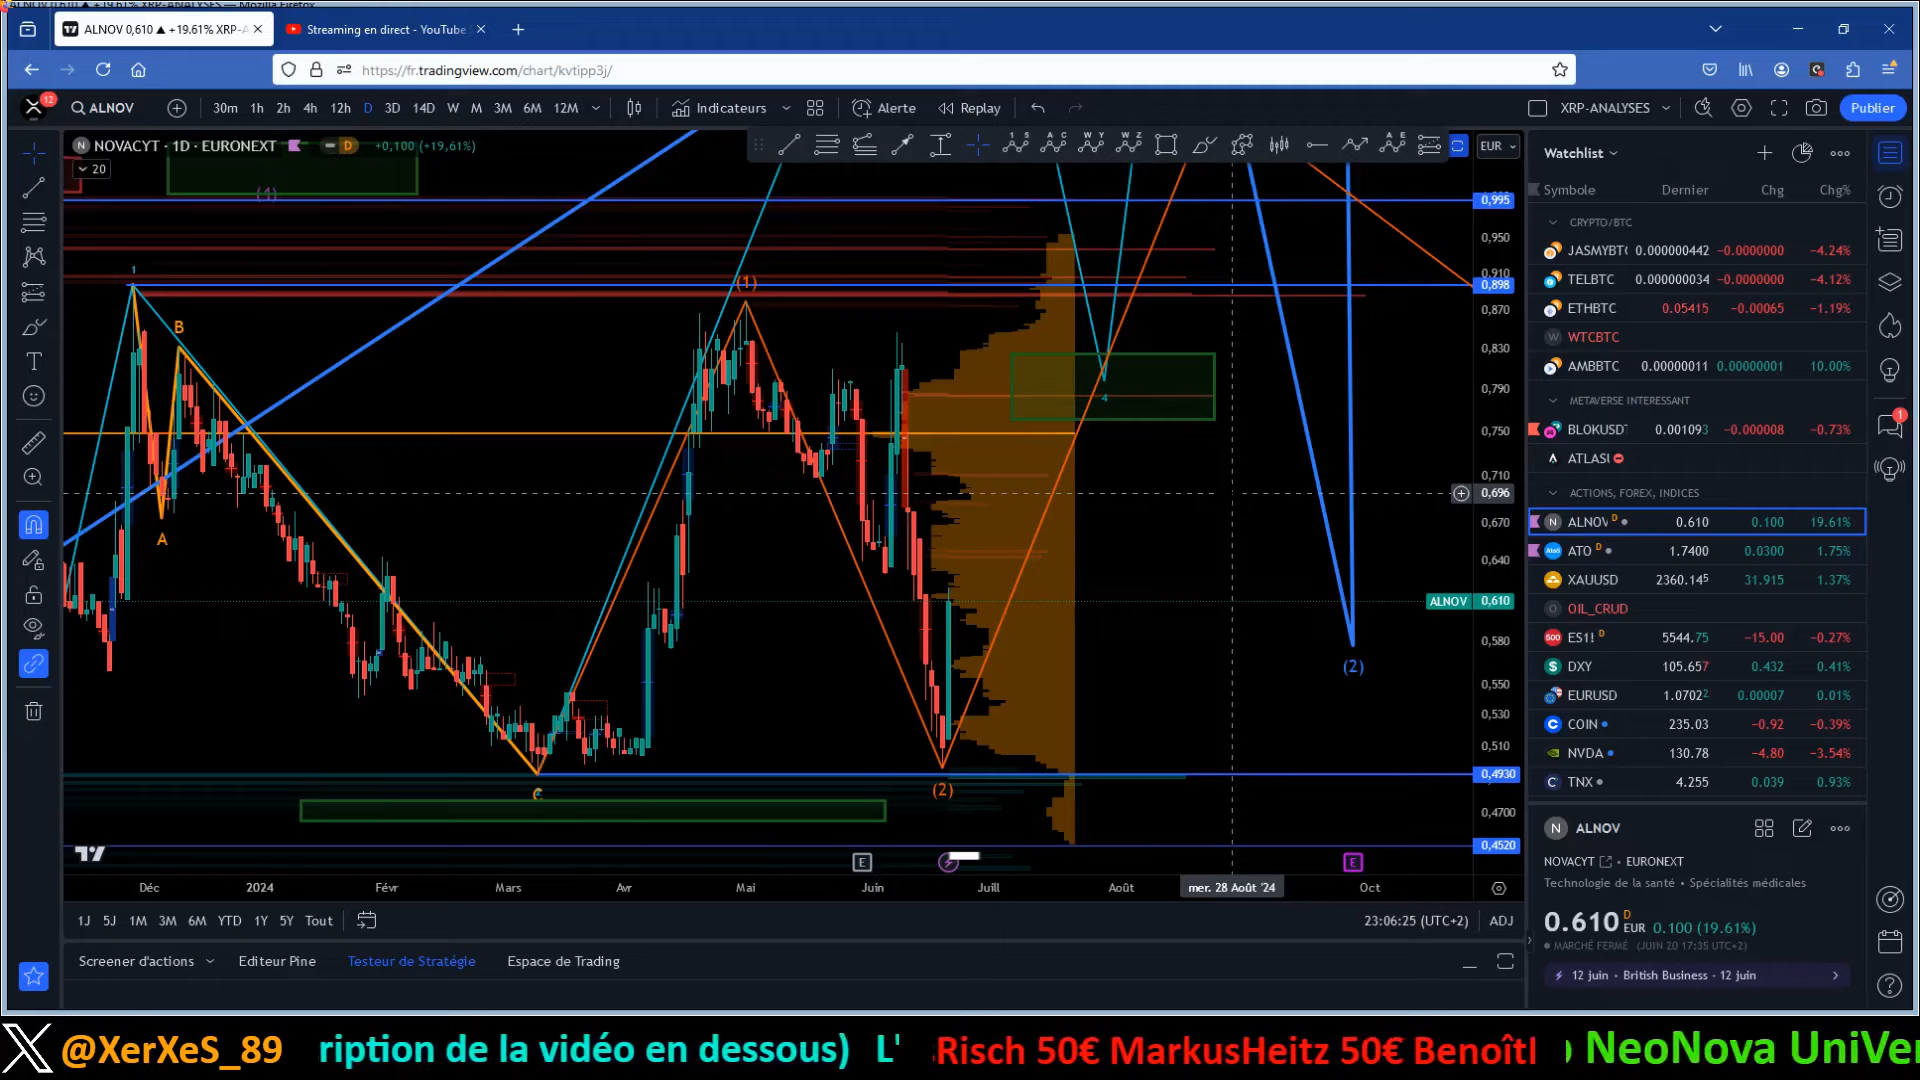 ALNOV 0,610 ▲ +19.61% XRP-A
Streaming en direct - YouTube
https://fr.tradingview.com/chart/kvtipp3j/
12
ALNOV
30m 1h 2h 4h 12h D 3D 14D W M 3M 6M 12M
Indicateurs
Alerte
Replay
XRP-ANALYSES
Publier
NOVACYT · 1D · EURONEXT
D
+0,100 (+19,61%)
20
EUR
Watchlist
Symbole Dernier Chg Chg%
CRYPTO/BTC
JASMYBT 0.000000442 −0.0000000 −4.24%
TELBTC 0.000000034 −0.0000000 −4.12%
ETHBTC 0.05415 −0.00065 −1.19%
WTCBTC
AMBBTC 0.00000011 0.00000001 10.00%
METAVERSE INTERESSANT
BLOKUSDT 0.001093 −0.000008 −0.73%
ATLASU
ACTIONS, FOREX, INDICES
ALNOV D 0.610 0.100 19.61%
ATO D 1.7400 0.0300 1.75%
XAUUSD 2360.145 31.915 1.37%
OIL_CRUD
ES1! D 5544.75 −15.00 −0.27%
DXY 105.657 0.432 0.41%
EURUSD 1.07022 0.00007 0.01%
COIN 235.03 −0.92 −0.39%
NVDA 130.78 −4.80 −3.54%
TNX 4.255 0.039 0.93%
0,995
0,950
0,910
0,898
0,870
0,830
0,790
0,750
0,710
0,696
0,670
0,640
ALNOV 0,610
0,580
0,550
0,530
0,510
0,4930
0,4700
0,4520
1
B
A
C
(1)
(2)
4
(2)
E
E
Déc 2024 Févr Mars Avr Mai Juin Juill Août mer. 28 Août '24 Oct
1J 5J 1M 3M 6M YTD 1Y 5Y Tout
23:06:25 (UTC+2) ADJ
Screener d'actions Editeur Pine Testeur de Stratégie Espace de Trading
N ALNOV
NOVACYT · EURONEXT
Technologie de la santé · Spécialités médicales
0.610 D EUR 0.100 (19.61%)
MARCHÉ FERMÉ (JUIN 20 17:35 UTC+2)
12 juin · British Business - 12 juin
@XerXeS_89
ription de la vidéo en dessous) L'
Risch 50€ MarkusHeitz 50€ Benoît
NeoNova UniVer